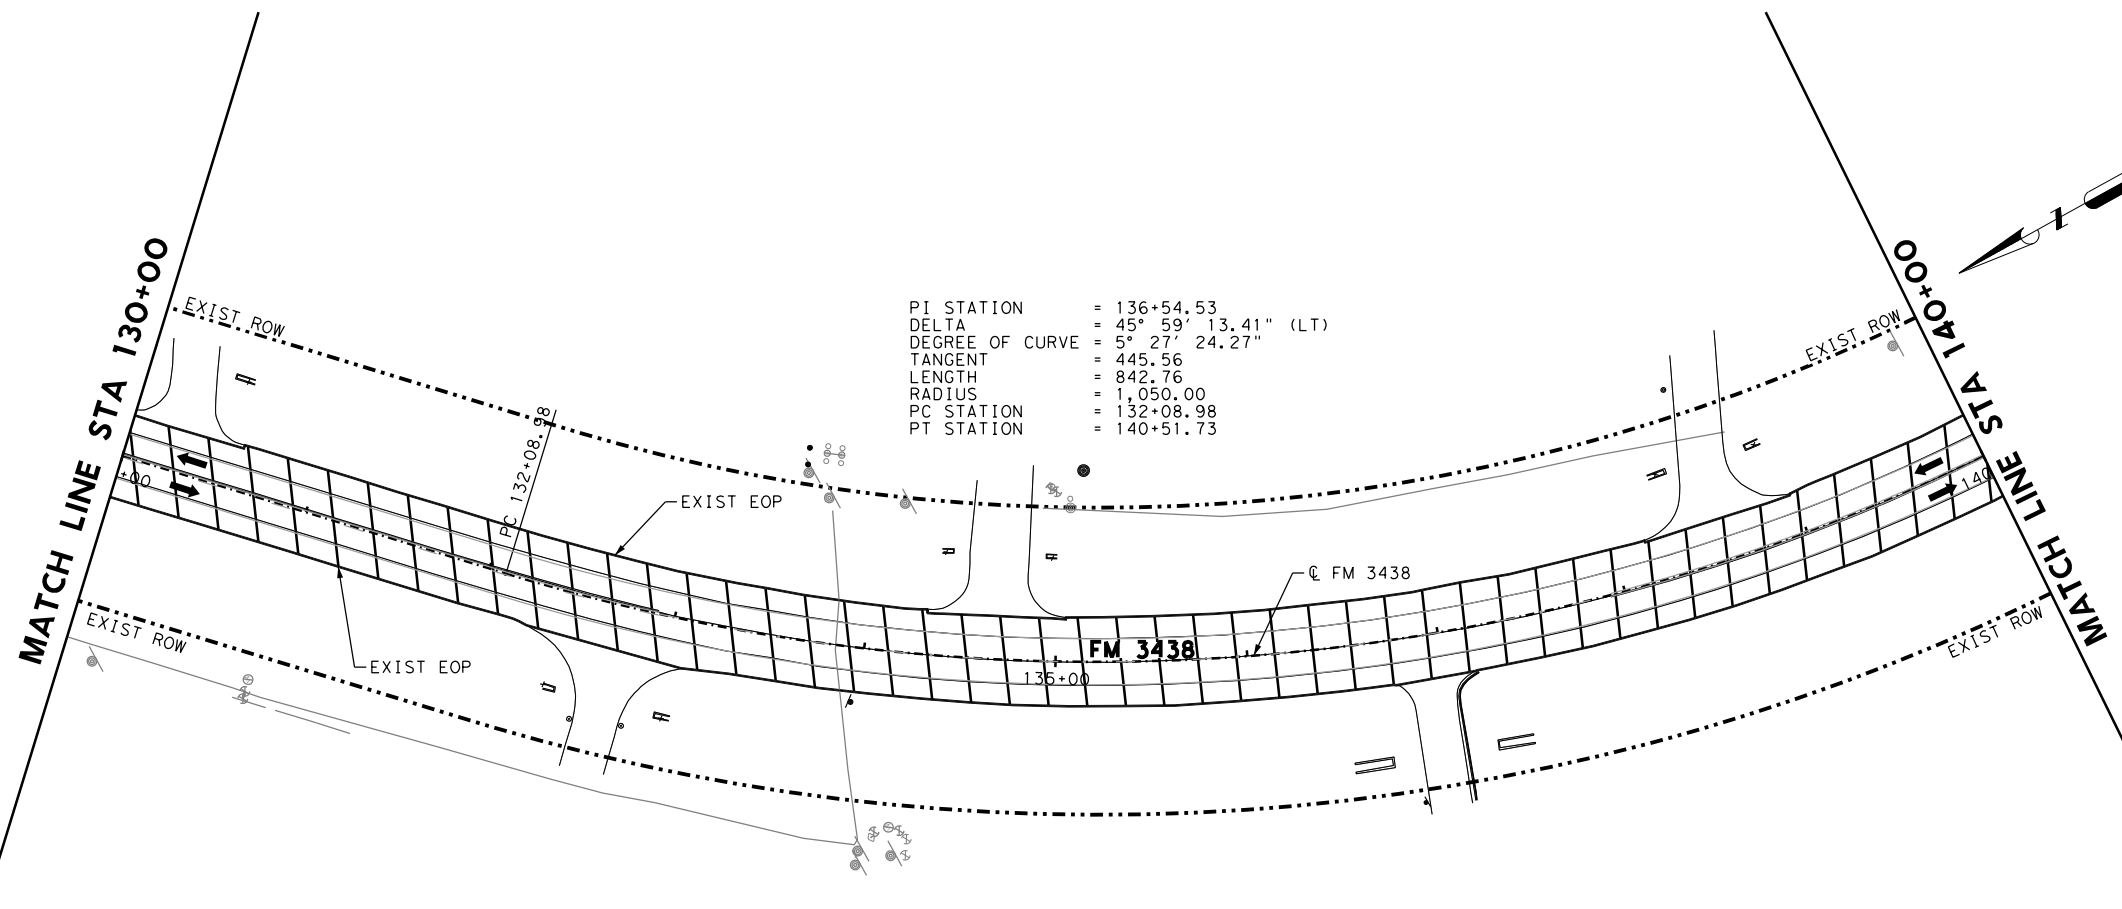 MATCH LINE STA 130+00
EXIST ROW
PI STATION = 136+54.53
DELTA = 45° 59' 13.41" (LT)
DEGREE OF CURVE = 5° 27' 24.27"
TANGENT = 445.56
LENGTH = 842.76
RADIUS = 1,050.00
PC STATION = 132+08.98
PT STATION = 140+51.73
EXIST ROW
MATCH LINE STA 140+00
N
PC 132+08.98
EXIST EOP
℄ FM 3438
+00
140
FM 3438
135+00
EXIST ROW
EXIST EOP
EXIST ROW